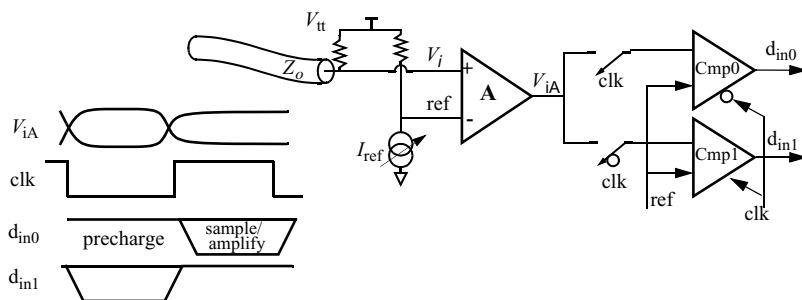 V_tt
Z_o
V_i
ref
A
V_iA
I_ref
clk
clk
Cmp0
d_in0
Cmp1
d_in1
ref
clk
V_iA
clk
d_in0
precharge
sample/
amplify
d_in1
+
-